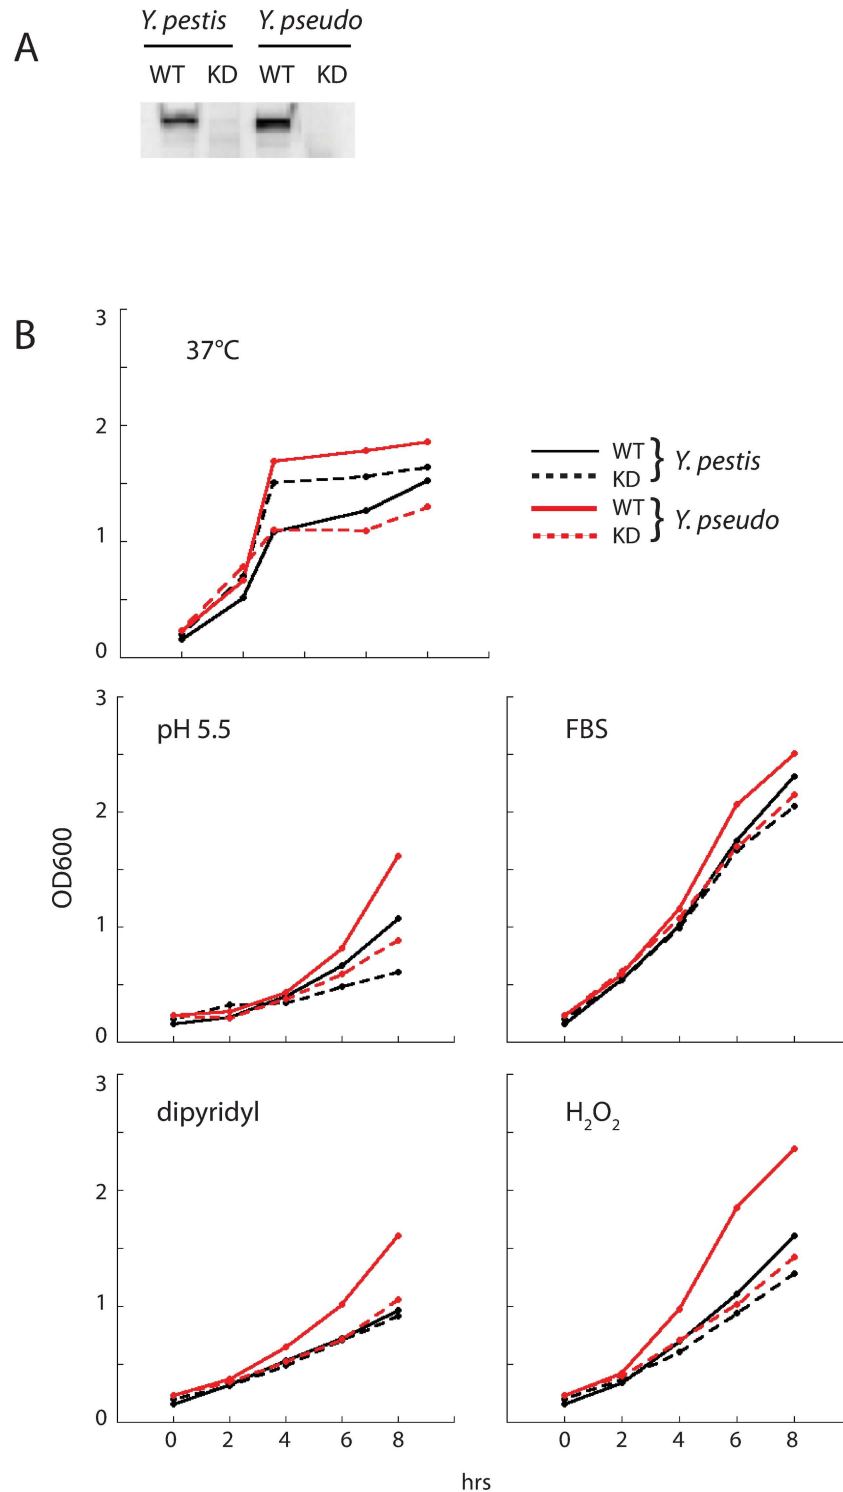 A
Y. pestis Y. pseudo
WT KD WT KD
B
37°C
3
2
1
0
WT } Y. pestis
KD
WT } Y. pseudo
KD
OD600
pH 5.5
3
2
1
0
FBS
dipyridyl
3
2
1
0
0 2 4 6 8
H₂O₂
0 2 4 6 8
hrs